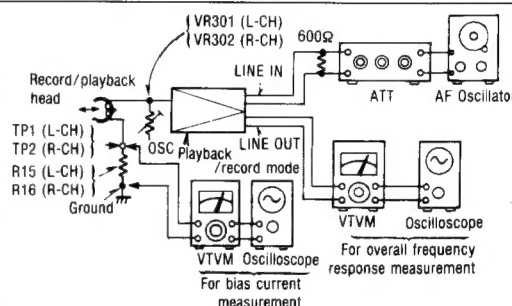 VR301 (L-CH)
VR302 (R-CH)
600Ω
LINE IN
ATT
AF Oscillator
Record/playback
head
OSC
Playback
/record mode
LINE OUT
TP1 (L-CH)
TP2 (R-CH)
R15 (L-CH)
R16 (R-CH)
Ground
VTVM
Oscilloscope
For bias current
measurement
VTVM
Oscilloscope
For overall frequency
response measurement